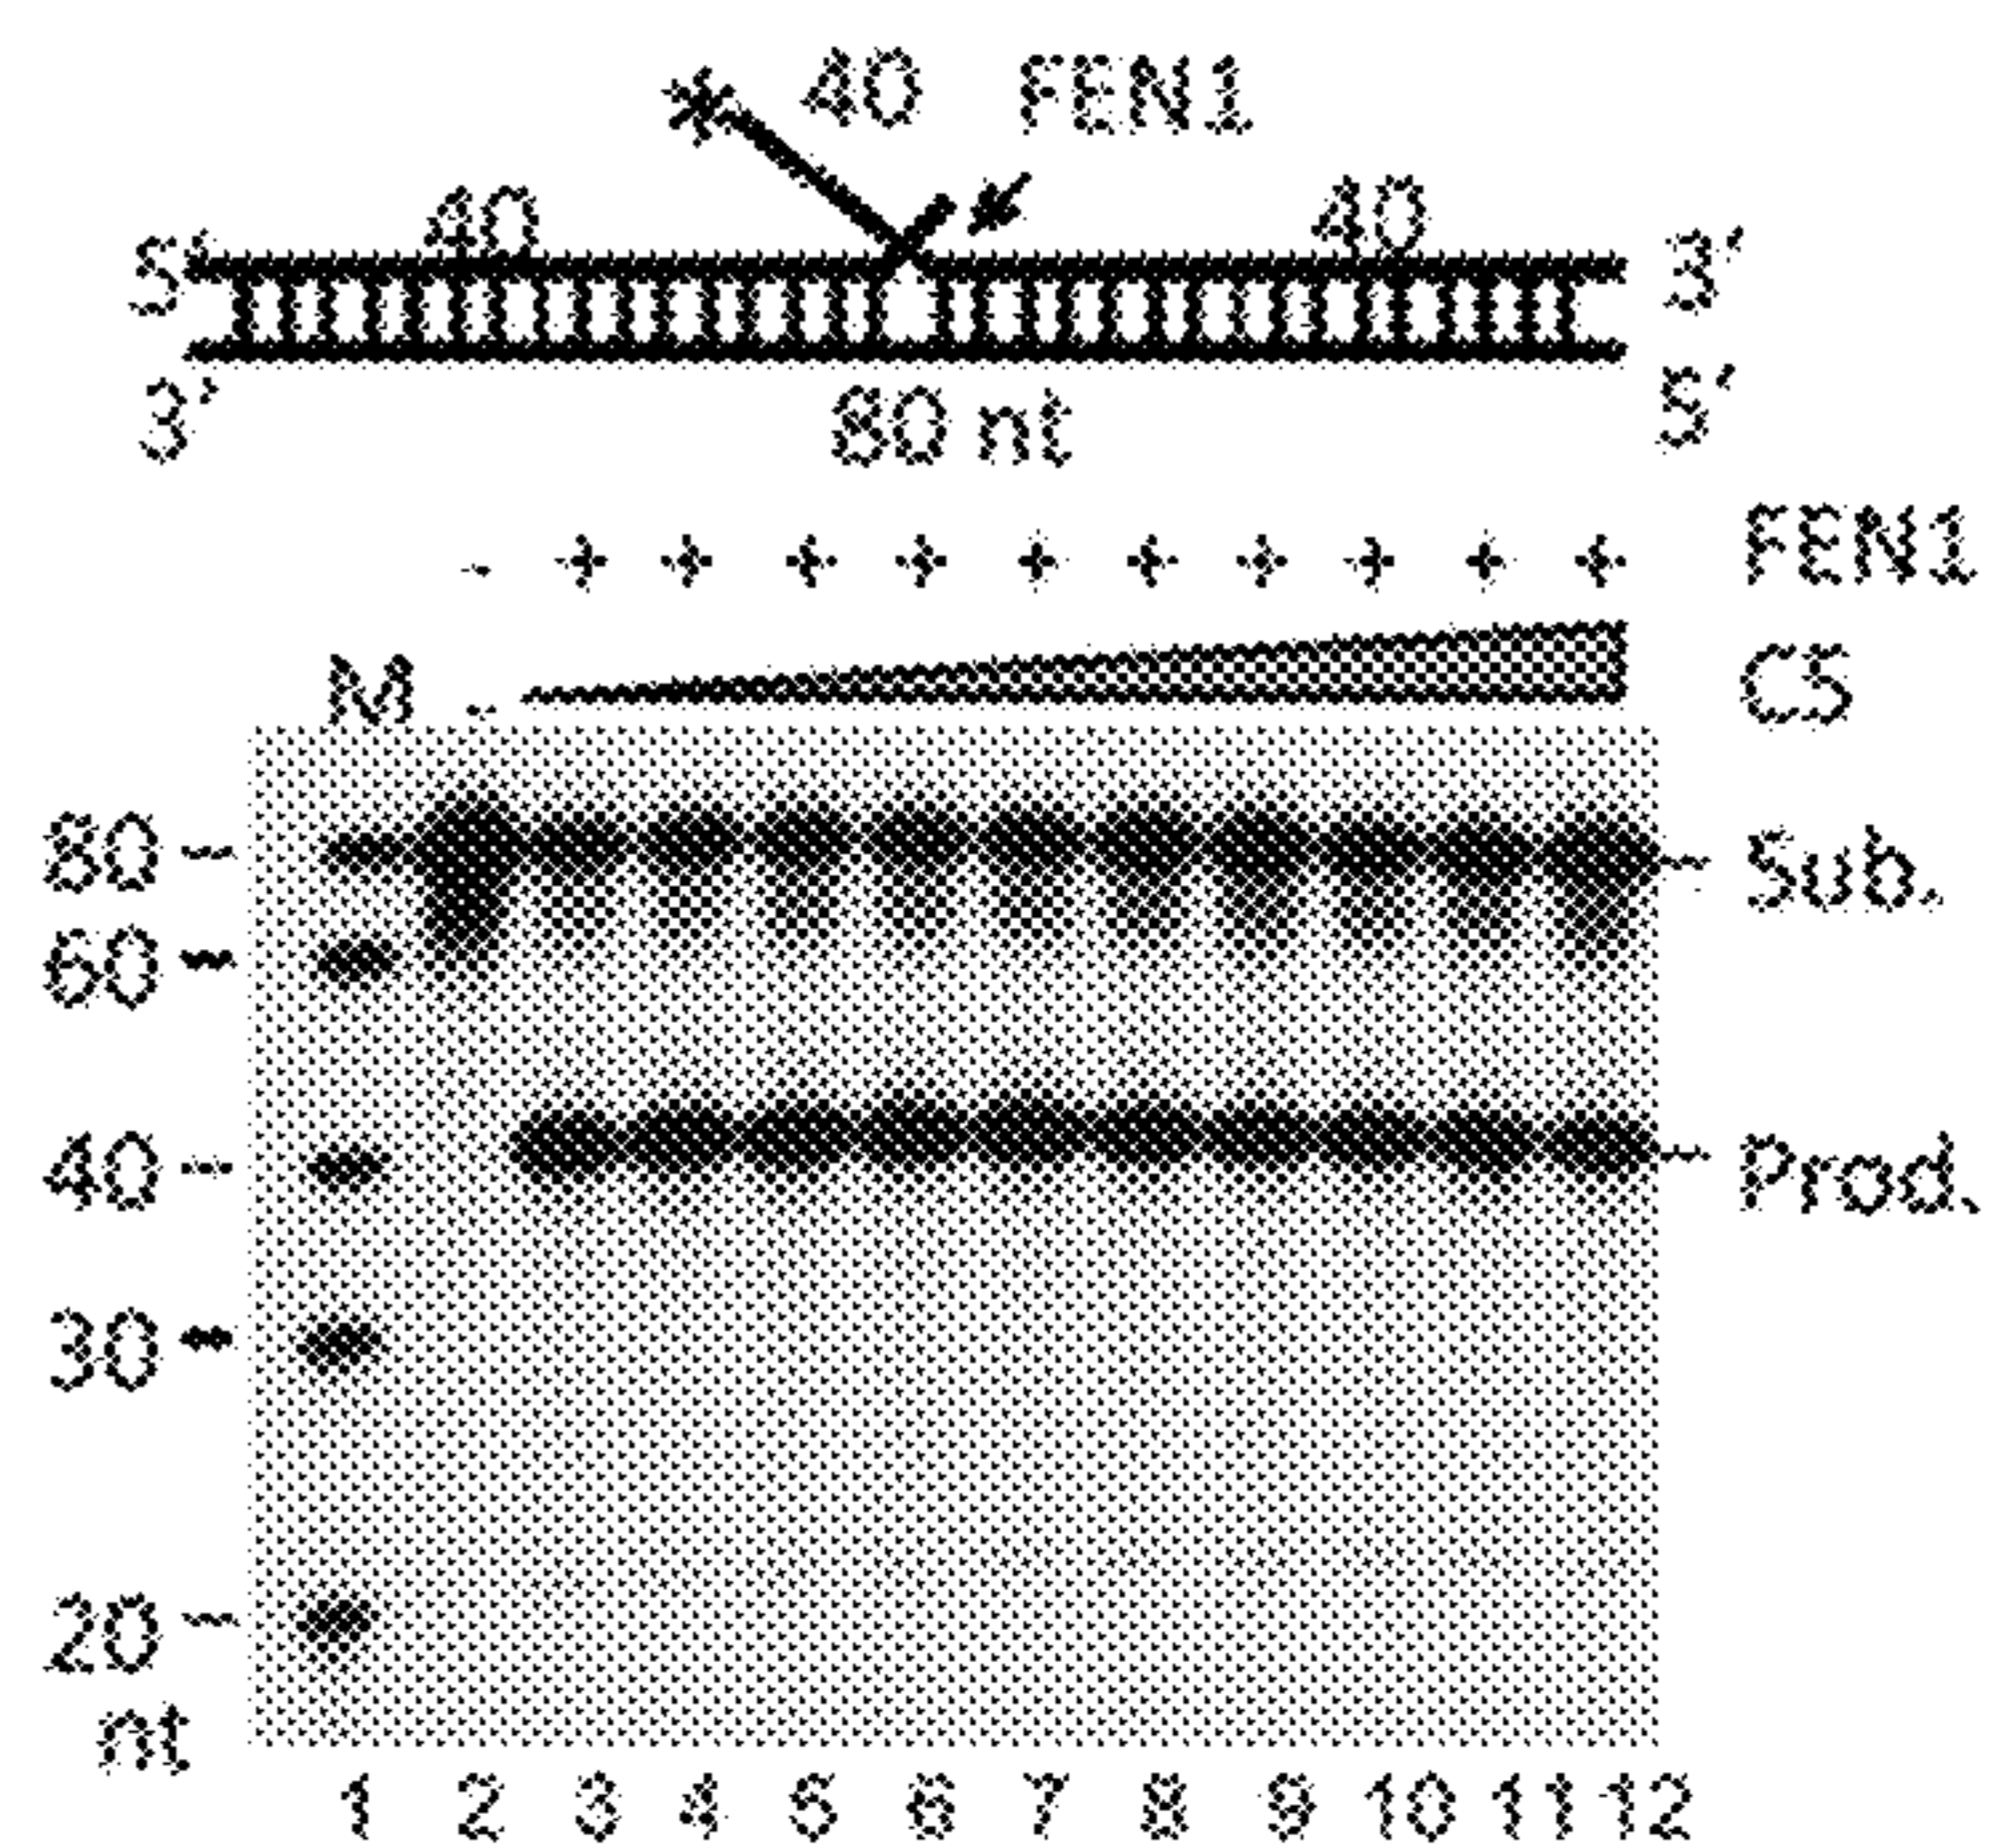 * 40 FEN1
5' 40 40 3'
3' 80 nt 5'
- + + + + + + + + + + FEN1
M - C5
80 - - Sub.
60 -
40 - - Prod.
30 -
20 -
nt
1 2 3 4 5 6 7 8 9 10 11 12